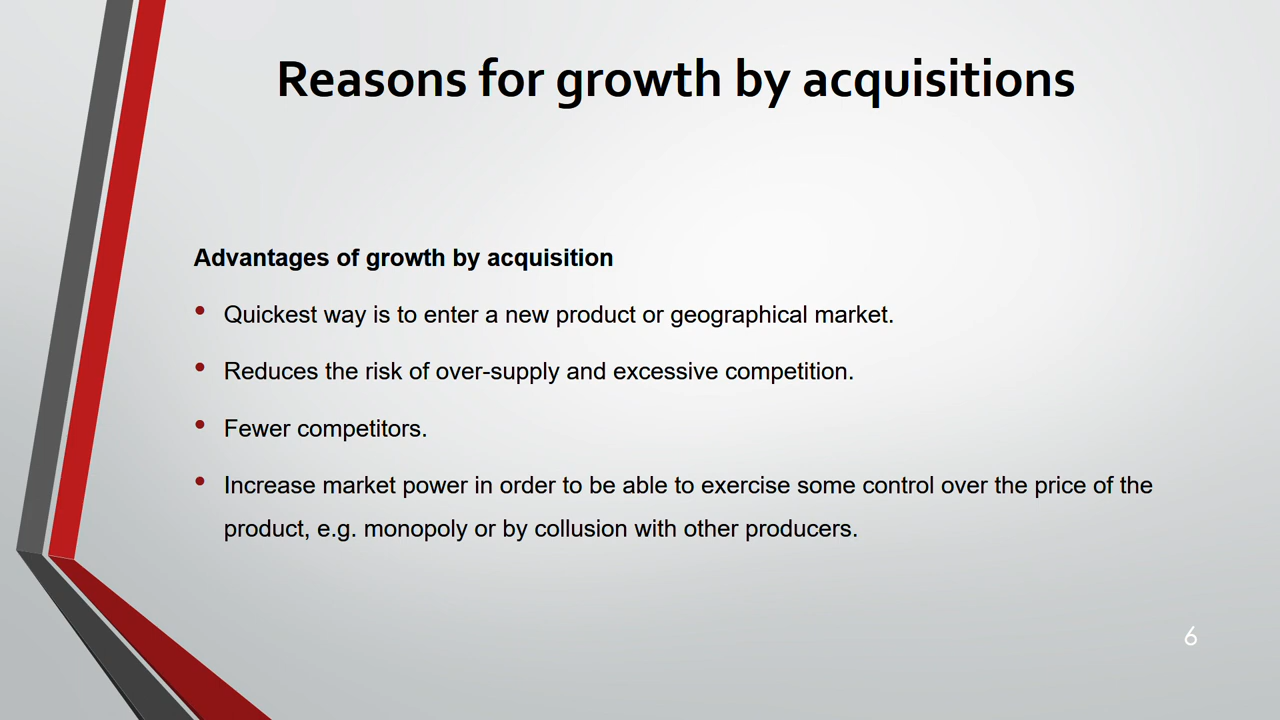 Reasons for growth by acquisitions
Advantages of growth by acquisition
• Quickest way is to enter a new product or geographical market.
• Reduces the risk of over-supply and excessive competition.
• Fewer competitors.
• Increase market power in order to be able to exercise some control over the price of the
product, e.g. monopoly or by collusion with other producers.
6